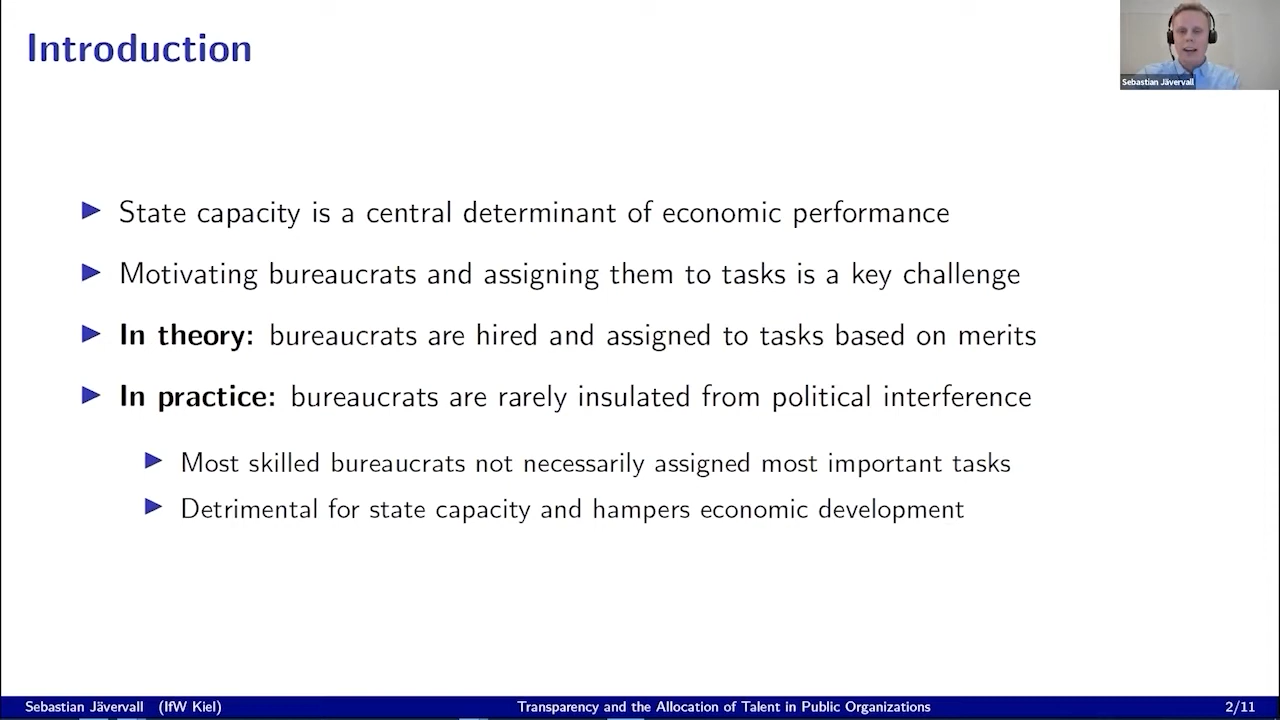 Introduction
Sebastian Jävervall
State capacity is a central determinant of economic performance
Motivating bureaucrats and assigning them to tasks is a key challenge
In theory: bureaucrats are hired and assigned to tasks based on merits
In practice: bureaucrats are rarely insulated from political interference
Most skilled bureaucrats not necessarily assigned most important tasks
Detrimental for state capacity and hampers economic development
Sebastian Jävervall (IfW Kiel)
Transparency and the Allocation of Talent in Public Organizations
2/11